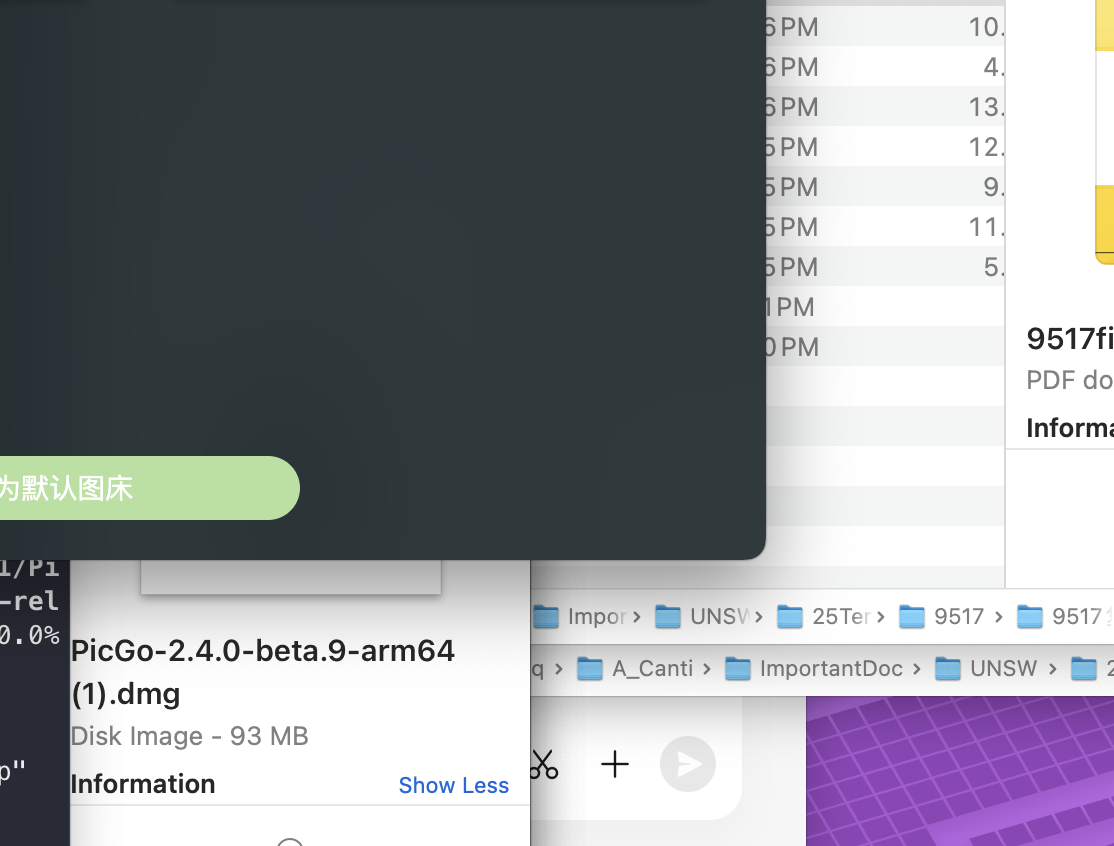 6 PM 10.
6 PM 4.
6 PM 13.
5 PM 12.
5 PM 9.
5 PM 11.
5 PM 5.
1 PM
0 PM
9517fi
PDF do
Informa
为默认图床
l/Pi
-rel
0.0%
p"
PicGo-2.4.0-beta.9-arm64
(1).dmg
Disk Image - 93 MB
Information Show Less
Impor › UNSW › 25Ter › 9517 › 9517
q › A_Canti › ImportantDoc › UNSW › 2